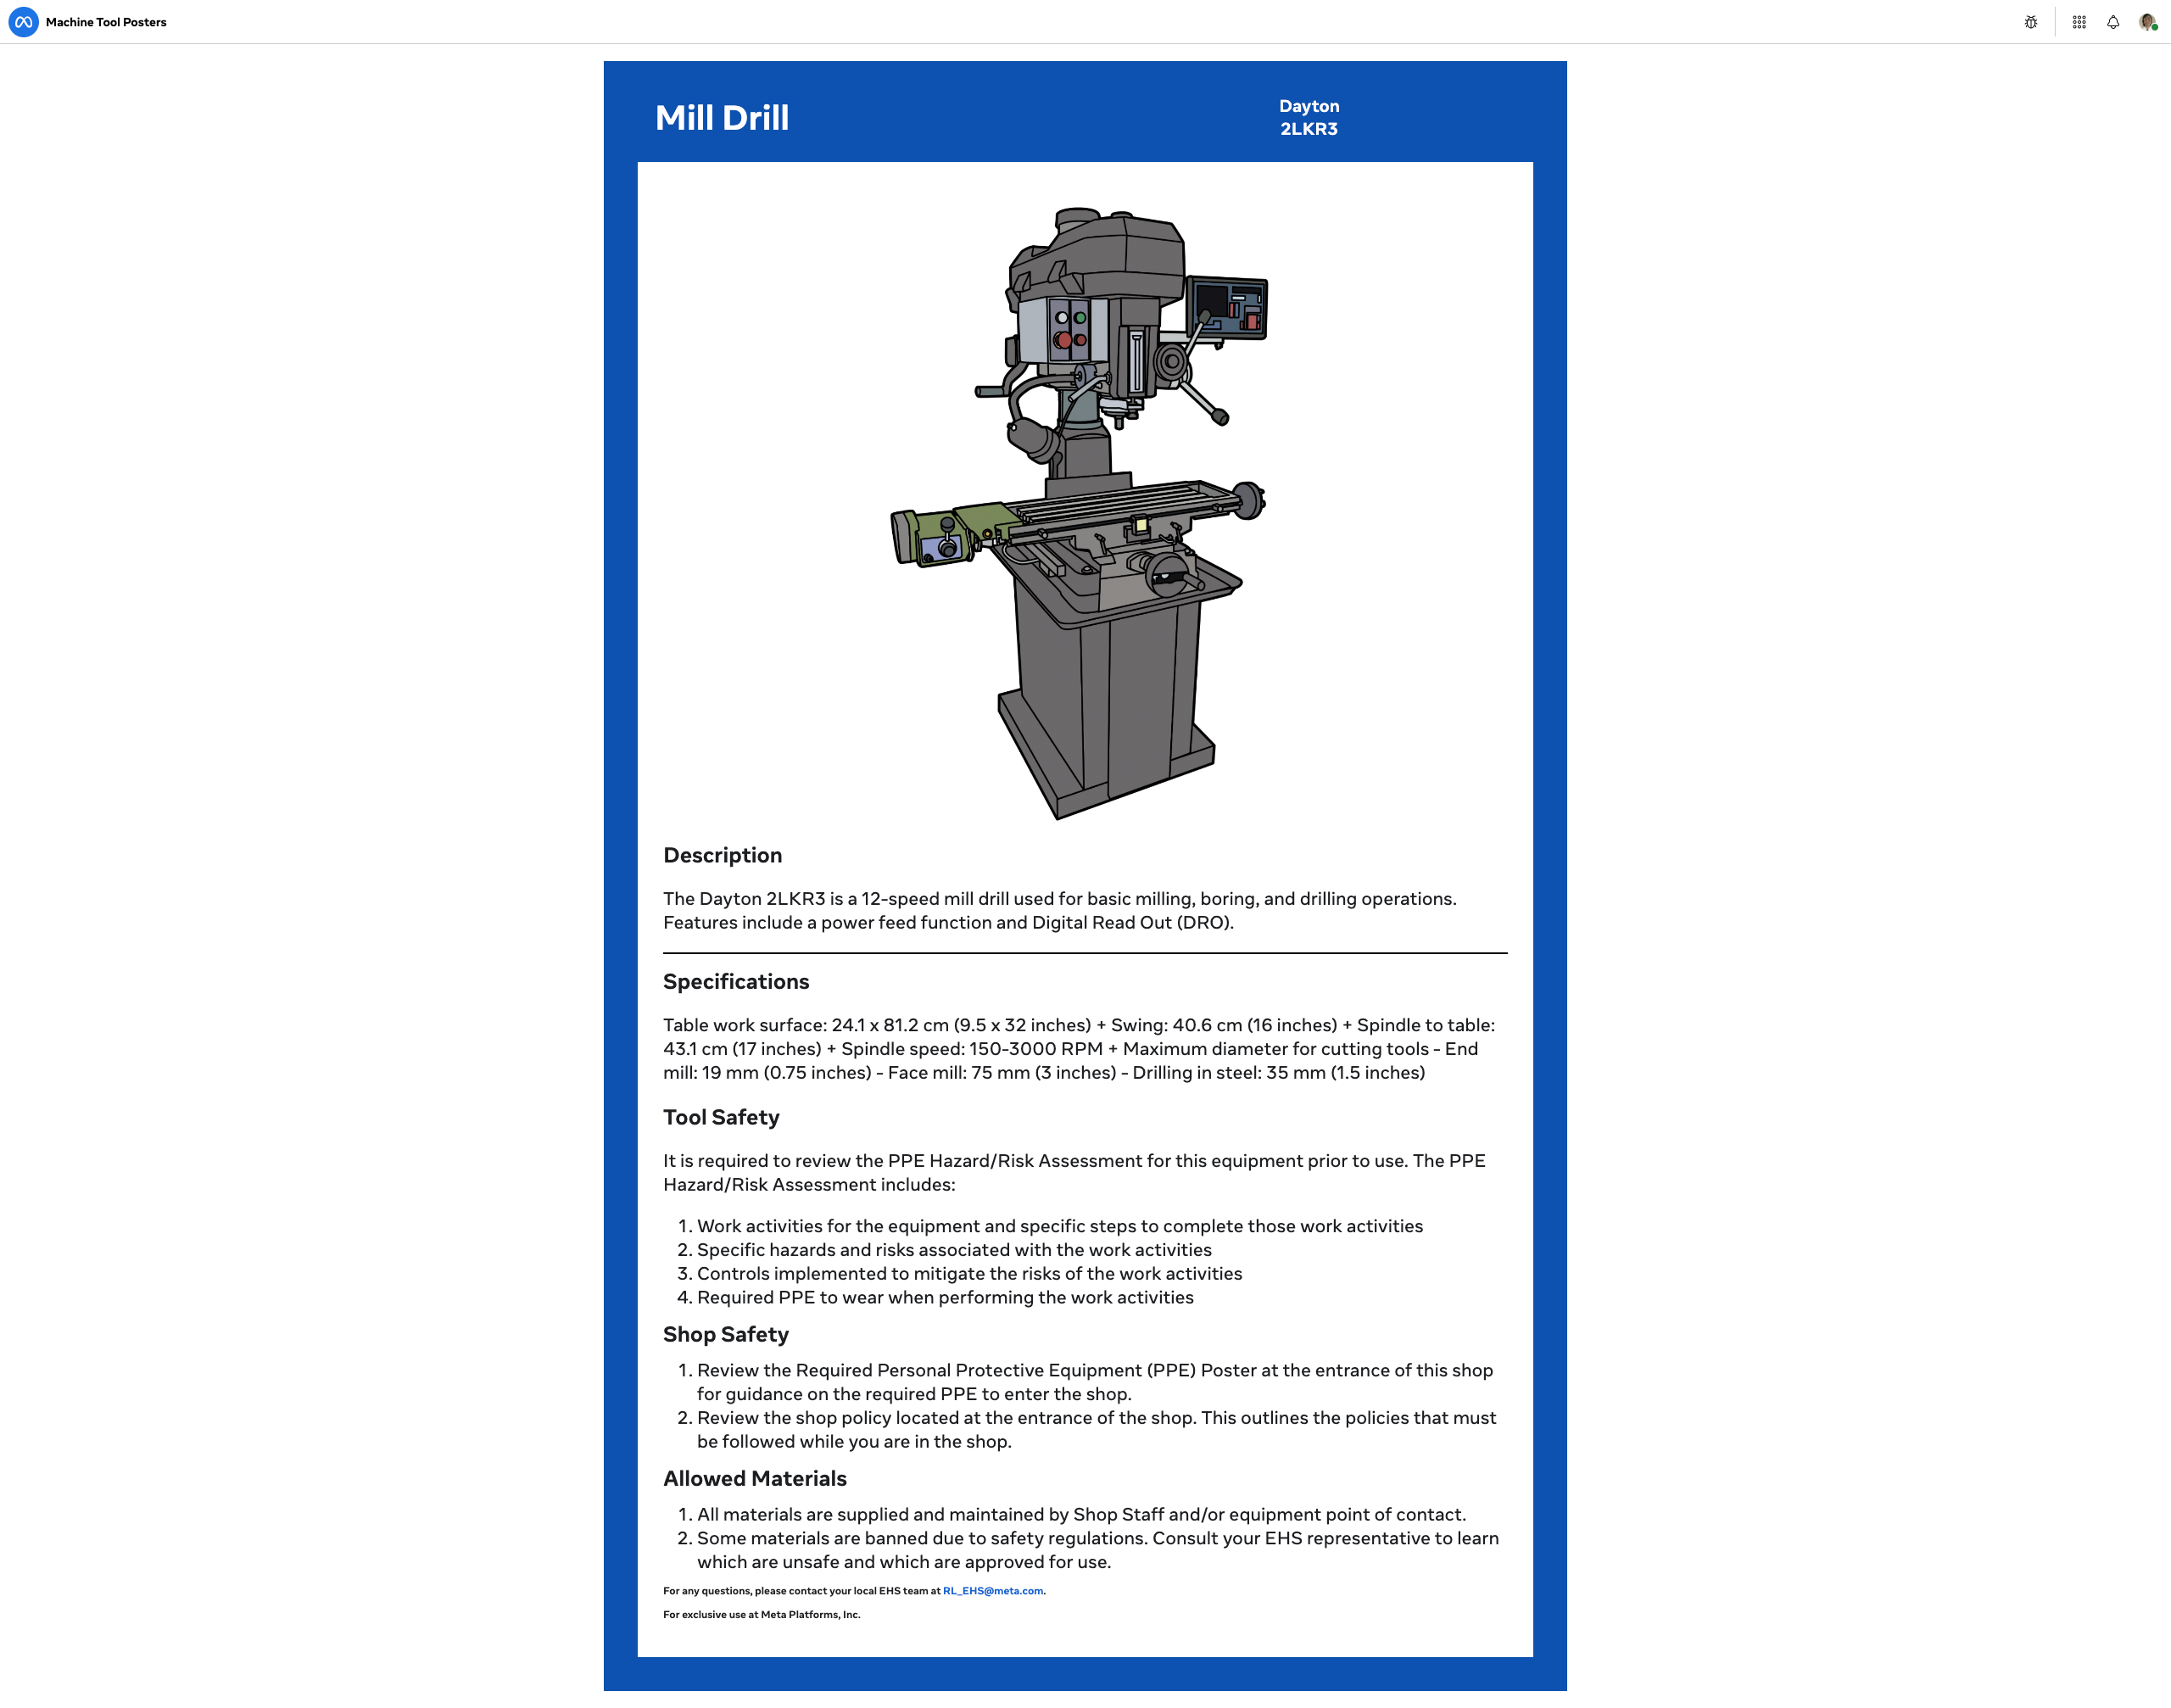 Machine Tool Posters
Mill Drill
Dayton
2LKR3
Description
The Dayton 2LKR3 is a 12-speed mill drill used for basic milling, boring, and drilling operations.
Features include a power feed function and Digital Read Out (DRO).
Specifications
Table work surface: 24.1 x 81.2 cm (9.5 x 32 inches) + Swing: 40.6 cm (16 inches) + Spindle to table:
43.1 cm (17 inches) + Spindle speed: 150-3000 RPM + Maximum diameter for cutting tools - End
mill: 19 mm (0.75 inches) - Face mill: 75 mm (3 inches) - Drilling in steel: 35 mm (1.5 inches)
Tool Safety
It is required to review the PPE Hazard/Risk Assessment for this equipment prior to use. The PPE
Hazard/Risk Assessment includes:
1. Work activities for the equipment and specific steps to complete those work activities
2. Specific hazards and risks associated with the work activities
3. Controls implemented to mitigate the risks of the work activities
4. Required PPE to wear when performing the work activities
Shop Safety
1. Review the Required Personal Protective Equipment (PPE) Poster at the entrance of this shop
for guidance on the required PPE to enter the shop.
2. Review the shop policy located at the entrance of the shop. This outlines the policies that must
be followed while you are in the shop.
Allowed Materials
1. All materials are supplied and maintained by Shop Staff and/or equipment point of contact.
2. Some materials are banned due to safety regulations. Consult your EHS representative to learn
which are unsafe and which are approved for use.
For any questions, please contact your local EHS team at RL_EHS@meta.com.
For exclusive use at Meta Platforms, Inc.